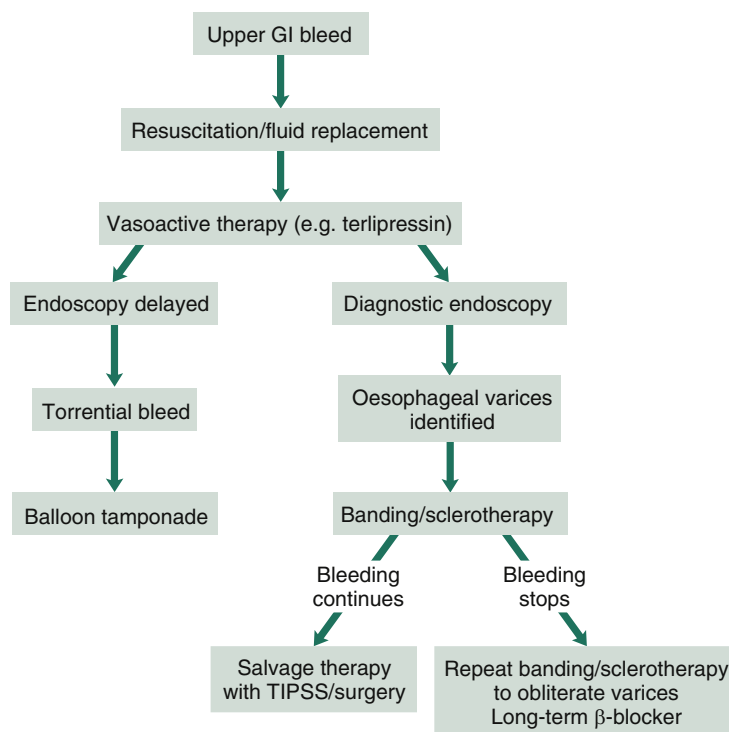 Upper GI bleed
Resuscitation/fluid replacement
Vasoactive therapy (e.g. terlipressin)
Endoscopy delayed
Diagnostic endoscopy
Torrential bleed
Oesophageal varices
identified
Balloon tamponade
Banding/sclerotherapy
Bleeding
continues
Bleeding
stops
Salvage therapy
with TIPSS/surgery
Repeat banding/sclerotherapy
to obliterate varices
Long-term β-blocker